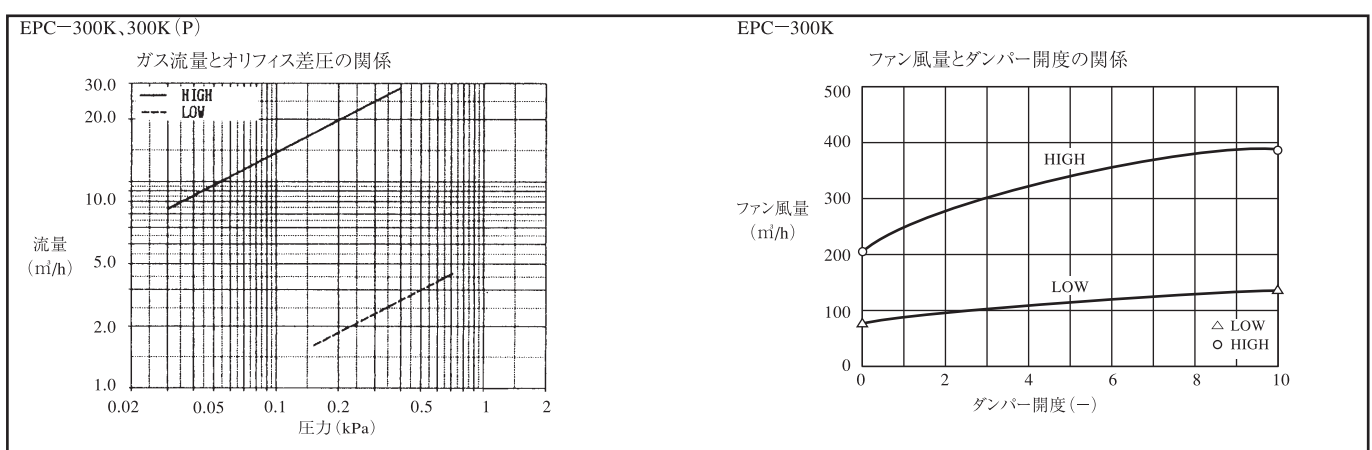 EPC-300K、300K(P)
ガス流量とオリフィス差圧の関係
HIGH
LOW
30.0
20.0
10.0
5.0
2.0
1.0
流量
(㎥/h)
0.02 0.05 0.1 0.2 0.5 1 2
圧力(kPa)
EPC-300K
ファン風量とダンパー開度の関係
500
400
300
200
100
0
ファン風量
(㎥/h)
HIGH
LOW
△ LOW
○ HIGH
0 2 4 6 8 10
ダンパー開度(-)